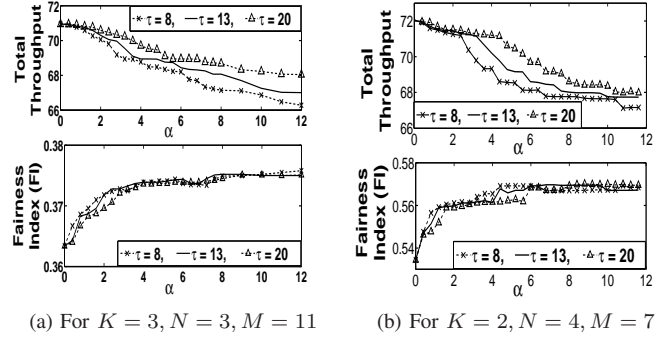 Total
Throughput
72
70
68
66
0 2 4 6 8 10 12
α
τ = 8, τ = 13, τ = 20
Fairness
Index (FI)
0.38
0.37
0.36
0 2 4 6 8 10 12
α
τ = 8, τ = 13, τ = 20
(a) For K = 3, N = 3, M = 11
Total
Throughput
72
70
68
66
0 2 4 6 8 10 12
α
τ = 8, τ = 13, τ = 20
Fairness
Index (FI)
0.58
0.56
0.54
0 2 4 6 8 10 12
α
τ = 8, τ = 13, τ = 20
(b) For K = 2, N = 4, M = 7